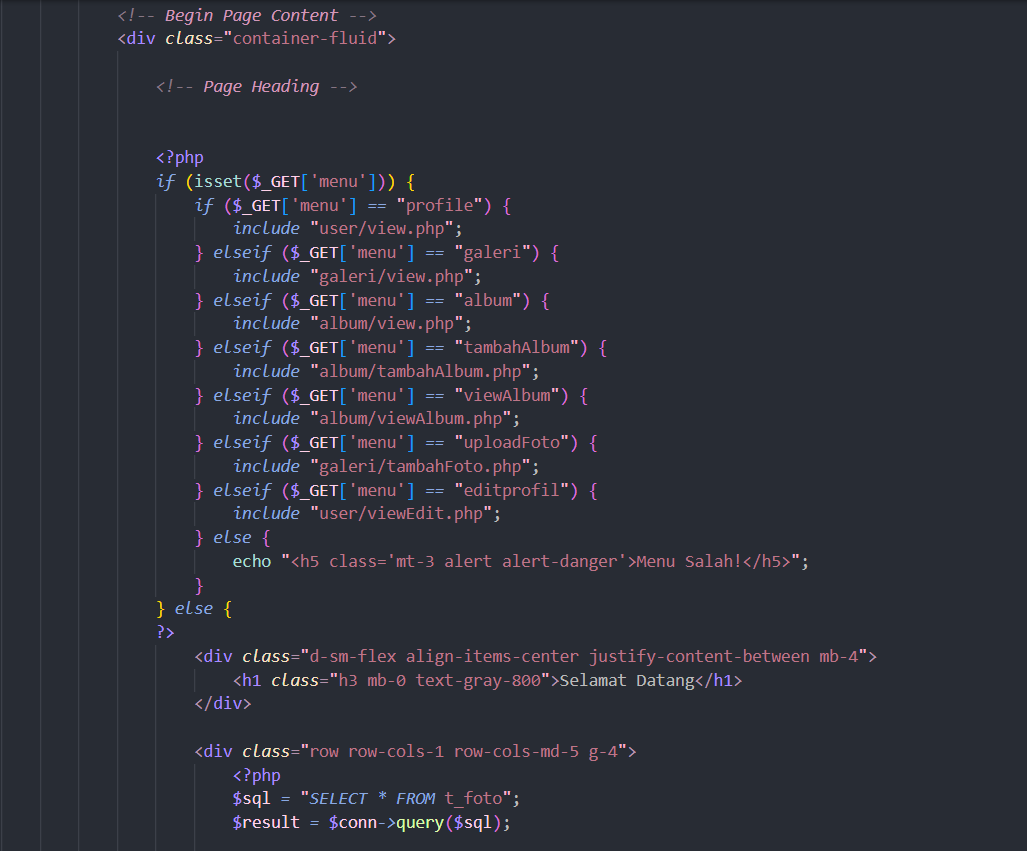 <!-- Begin Page Content -->
<div class="container-fluid">
<!-- Page Heading -->
<?php
if (isset($_GET['menu'])) {
if ($_GET['menu'] == "profile") {
include "user/view.php";
} elseif ($_GET['menu'] == "galeri") {
include "galeri/view.php";
} elseif ($_GET['menu'] == "album") {
include "album/view.php";
} elseif ($_GET['menu'] == "tambahAlbum") {
include "album/tambahAlbum.php";
} elseif ($_GET['menu'] == "viewAlbum") {
include "album/viewAlbum.php";
} elseif ($_GET['menu'] == "uploadFoto") {
include "galeri/tambahFoto.php";
} elseif ($_GET['menu'] == "editprofil") {
include "user/viewEdit.php";
} else {
echo "<h5 class='mt-3 alert alert-danger'>Menu Salah!</h5>";
}
} else {
?>
<div class="d-sm-flex align-items-center justify-content-between mb-4">
<h1 class="h3 mb-0 text-gray-800">Selamat Datang</h1>
</div>
<div class="row row-cols-1 row-cols-md-5 g-4">
<?php
$sql = "SELECT * FROM t_foto";
$result = $conn->query($sql);